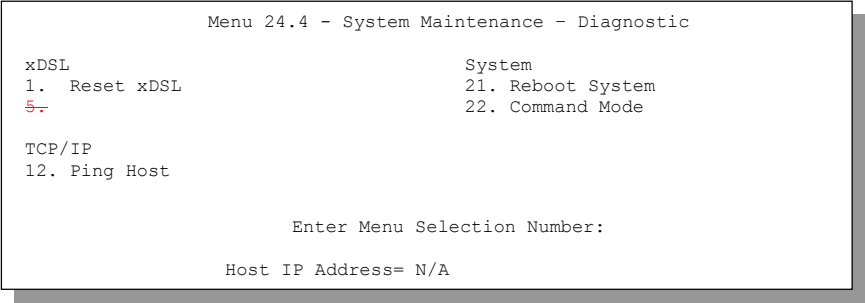 Menu 24.4 - System Maintenance – Diagnostic
xDSL System
1. Reset xDSL 21. Reboot System
5. 22. Command Mode
TCP/IP
12. Ping Host
Enter Menu Selection Number:
Host IP Address= N/A